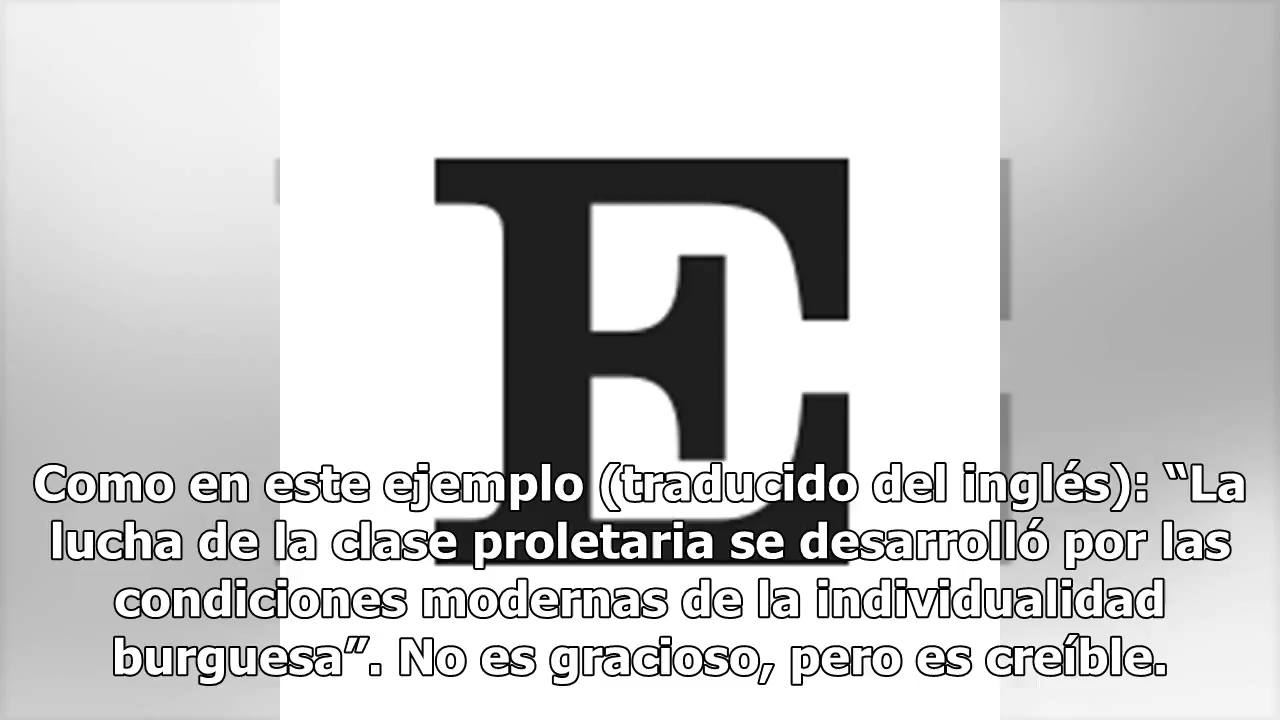 E
Como en este ejemplo (traducido del inglés): “La
lucha de la clase proletaria se desarrolló por las
condiciones modernas de la individualidad
burguesa”. No es gracioso, pero es creíble.